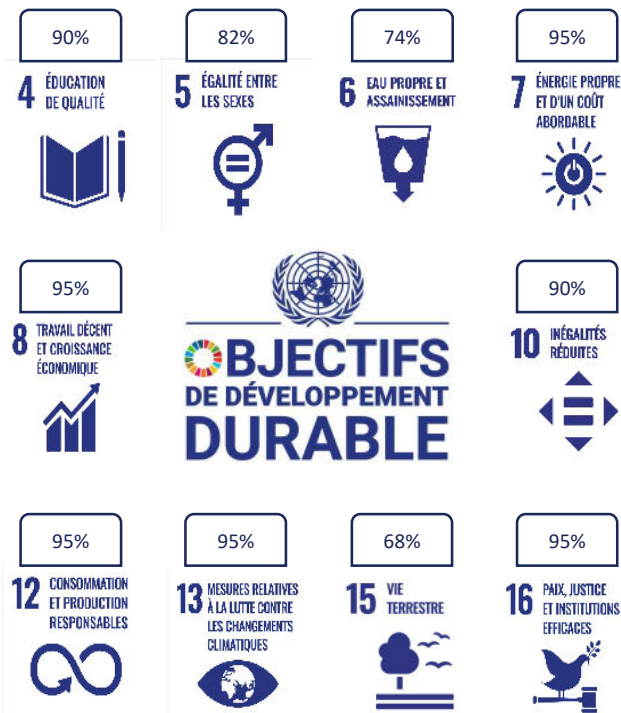 90%
4 ÉDUCATION
DE QUALITÉ
82%
5 ÉGALITÉ ENTRE
LES SEXES
74%
6 EAU PROPRE ET
ASSAINISSEMENT
95%
7 ÉNERGIE PROPRE
ET D'UN COÛT
ABORDABLE
95%
8 TRAVAIL DÉCENT
ET CROISSANCE
ÉCONOMIQUE
OBJECTIFS
DE DÉVELOPPEMENT
DURABLE
90%
10 INÉGALITÉS
RÉDUITES
95%
12 CONSOMMATION
ET PRODUCTION
RESPONSABLES
95%
13 MESURES RELATIVES
À LA LUTTE CONTRE
LES CHANGEMENTS
CLIMATIQUES
68%
15 VIE
TERRESTRE
95%
16 PAIX, JUSTICE
ET INSTITUTIONS
EFFICACES